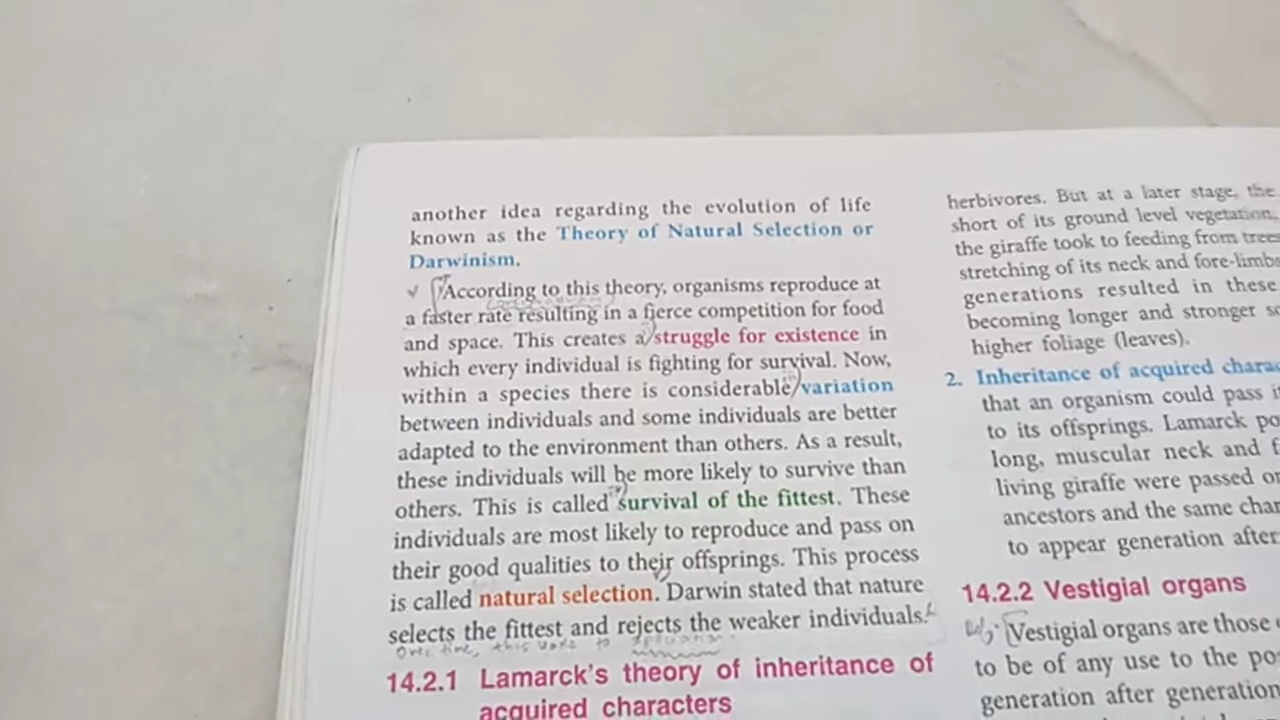 another idea regarding the evolution of life
known as the Theory of Natural Selection or
Darwinism.
According to this theory, organisms reproduce at
a faster rate resulting in a fierce competition for food
and space. This creates a struggle for existence in
which every individual is fighting for survival. Now,
within a species there is considerable variation
between individuals and some individuals are better
adapted to the environment than others. As a result,
these individuals will be more likely to survive than
others. This is called survival of the fittest. These
individuals are most likely to reproduce and pass on
their good qualities to their offsprings. This process
is called natural selection. Darwin stated that nature
selects the fittest and rejects the weaker individuals.
Over time, this to
14.2.1 Lamarck's theory of inheritance of
acquired characters
herbivores. But at a later stage, the
short of its ground level vegetation,
the giraffe took to feeding from trees
stretching of its neck and fore-limbs
generations resulted in these
becoming longer and stronger
higher foliage (leaves).
2. Inheritance of acquired
that an organism could pass
to its offsprings. Lamarck
long, muscular neck and
living giraffe were passed
ancestors and the same
to appear generation after
14.2.2 Vestigial organs
Vestigial organs are those
to be of any use to the
generation after generation